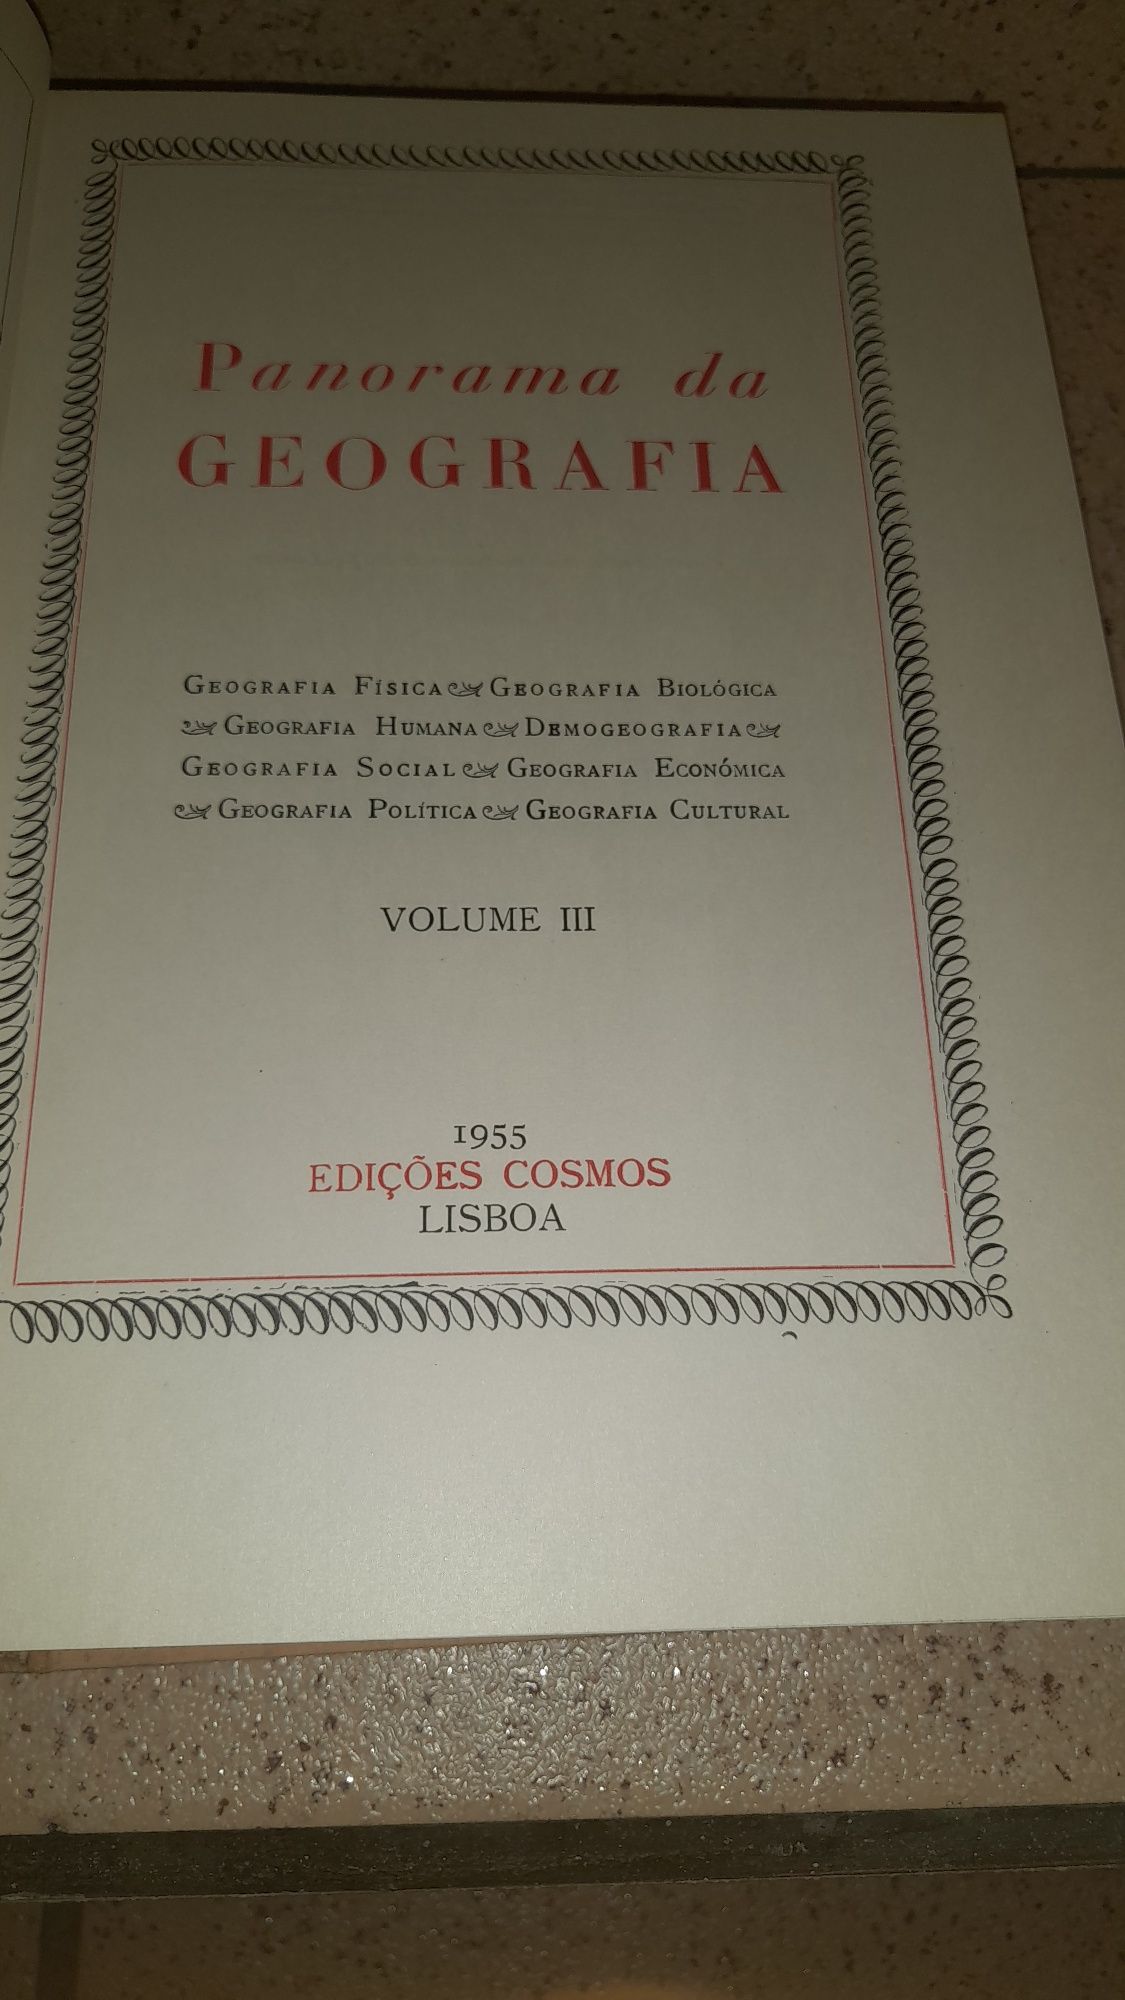 Panorama da
GEOGRAFIA
GEOGRAFIA FÍSICA GEOGRAFIA BIOLÓGICA
GEOGRAFIA HUMANA DEMOGEOGRAFIA
GEOGRAFIA SOCIAL GEOGRAFIA ECONÓMICA
GEOGRAFIA POLÍTICA GEOGRAFIA CULTURAL
VOLUME III
1955
EDIÇÕES COSMOS
LISBOA